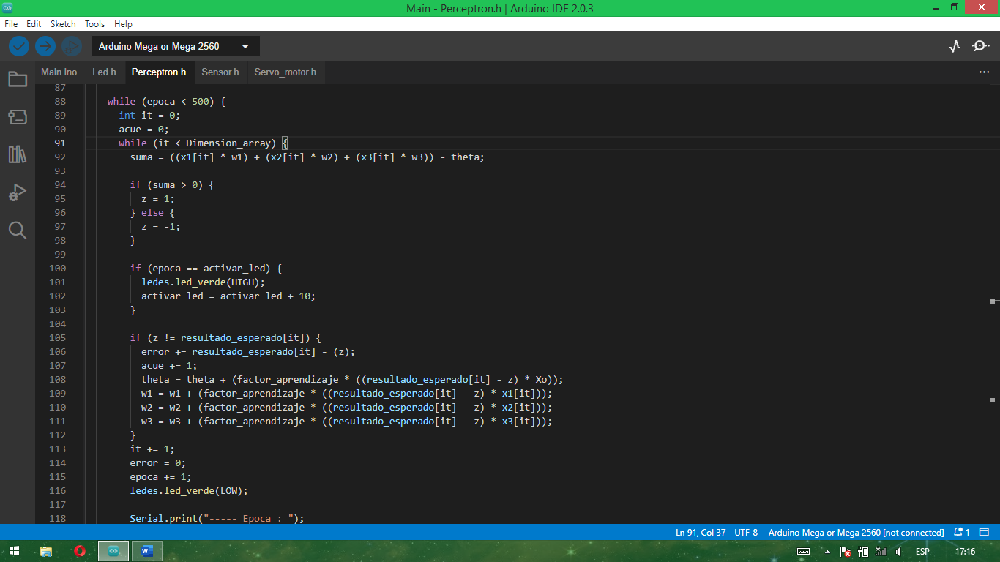 Main - Perceptron.h | Arduino IDE 2.0.3
File Edit Sketch Tools Help
Arduino Mega or Mega 2560
Main.ino Led.h Perceptron.h Sensor.h Servo_motor.h
87
88 while (epoca < 500) {
89 int it = 0;
90 acue = 0;
91 while (it < Dimension_array) {
92 suma = ((x1[it] * w1) + (x2[it] * w2) + (x3[it] * w3)) - theta;
93
94 if (suma > 0) {
95 z = 1;
96 } else {
97 z = -1;
98 }
99
100 if (epoca == activar_led) {
101 ledes.led_verde(HIGH);
102 activar_led = activar_led + 10;
103 }
104
105 if (z != resultado_esperado[it]) {
106 error += resultado_esperado[it] - (z);
107 acue += 1;
108 theta = theta + (factor_aprendizaje * ((resultado_esperado[it] - z) * Xo));
109 w1 = w1 + (factor_aprendizaje * ((resultado_esperado[it] - z) * x1[it]));
110 w2 = w2 + (factor_aprendizaje * ((resultado_esperado[it] - z) * x2[it]));
111 w3 = w3 + (factor_aprendizaje * ((resultado_esperado[it] - z) * x3[it]));
112 }
113 it += 1;
114 error = 0;
115 epoca += 1;
116 ledes.led_verde(LOW);
117
118 Serial.print("----- Epoca : ");
Ln 91, Col 37 UTF-8 Arduino Mega or Mega 2560 [not connected] 1
ESP 17:16